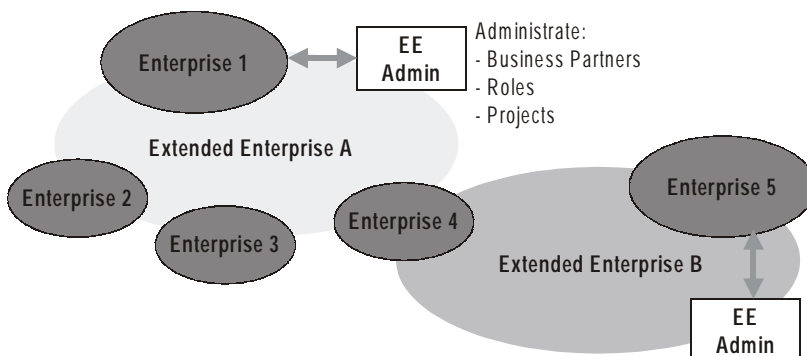 Enterprise 1
EE
Admin
Administrate:
- Business Partners
- Roles
- Projects
Extended Enterprise A
Enterprise 2
Enterprise 3
Enterprise 4
Enterprise 5
Extended Enterprise B
EE
Admin